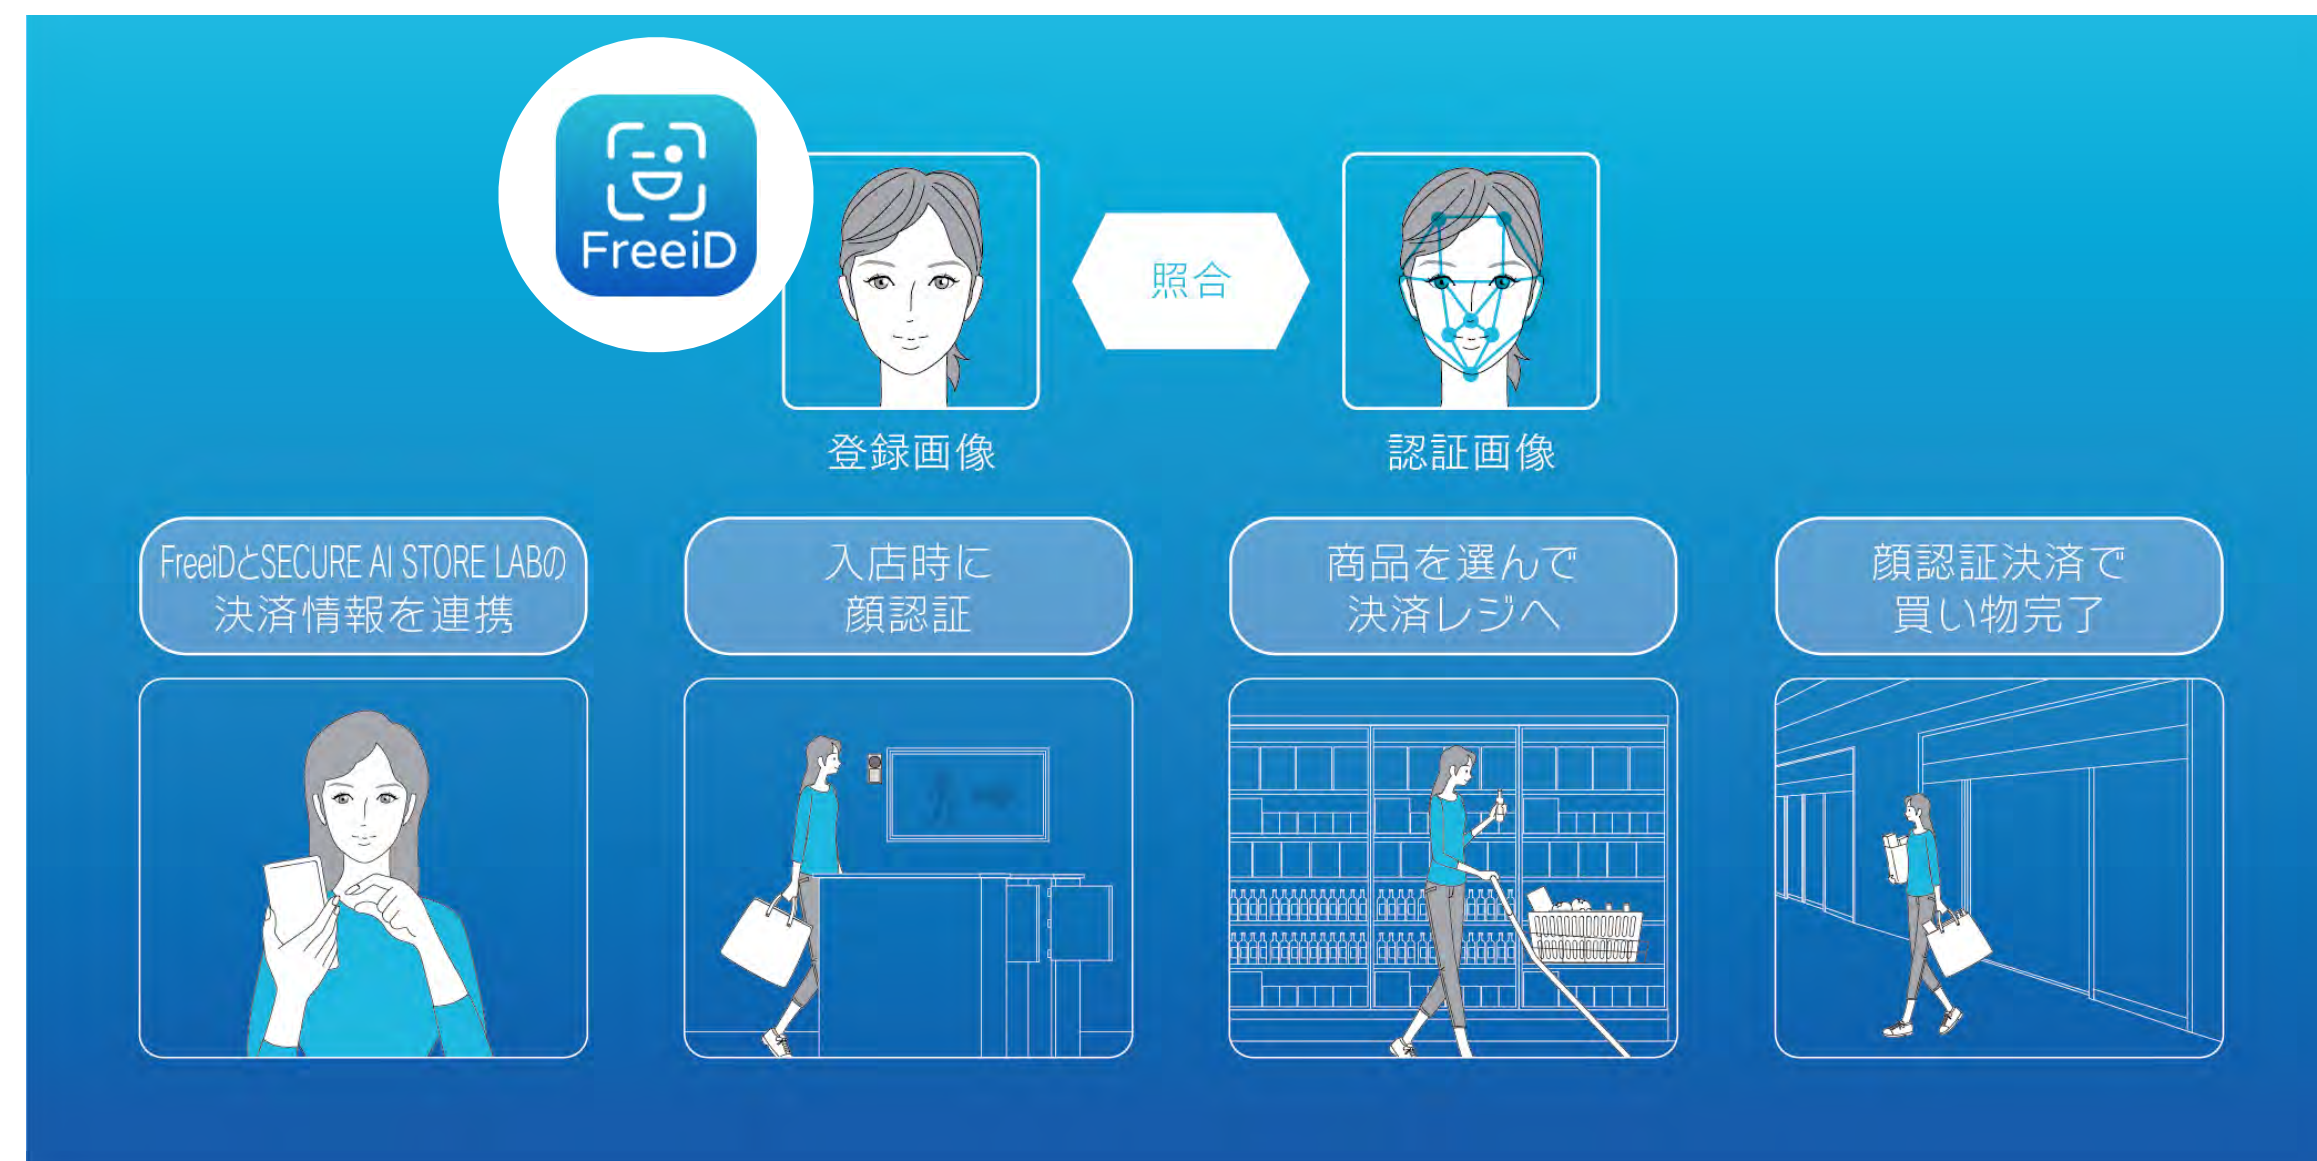 FreeiD
照合
登録画像
認証画像
FreeiDとSECURE AI STORE LABの
決済情報を連携
入店時に
顔認証
商品を選んで
決済レジへ
顔認証決済で
買い物完了